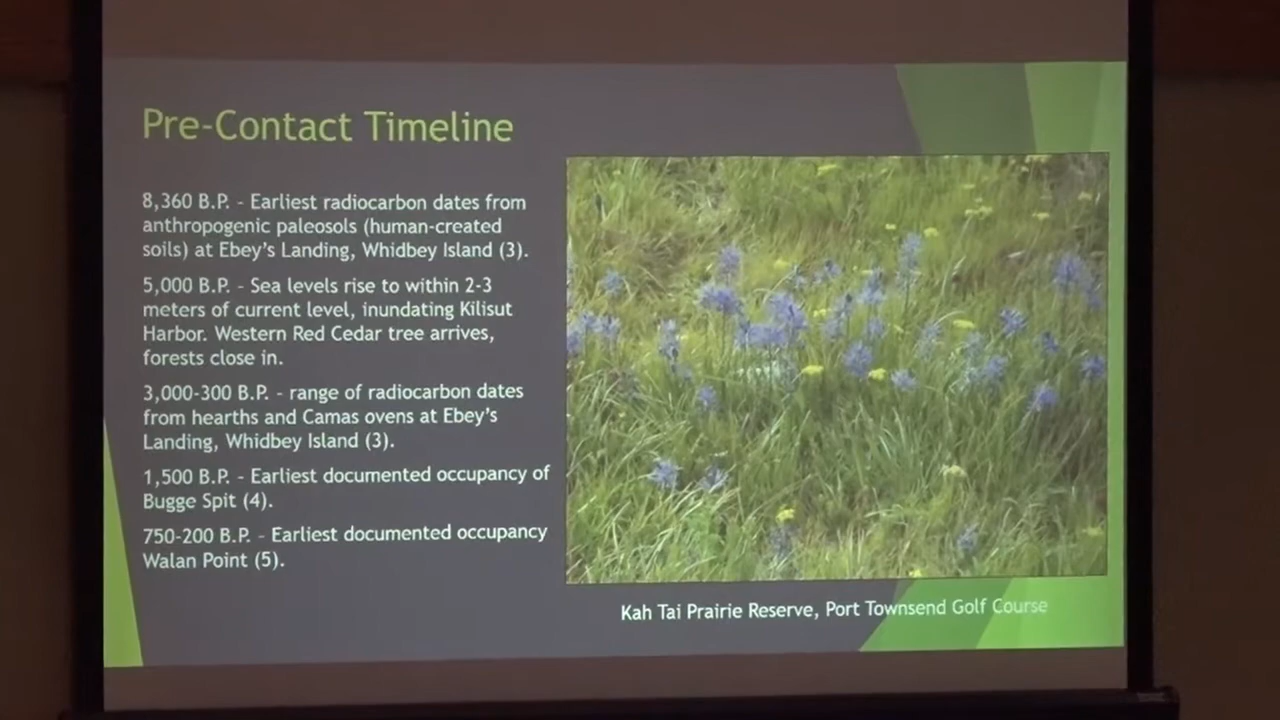 Pre-Contact Timeline
8,360 B.P. - Earliest radiocarbon dates from
anthropogenic paleosols (human-created
soils) at Ebey's Landing, Whidbey Island (3).
5,000 B.P. - Sea levels rise to within 2-3
meters of current level, inundating Kilisut
Harbor. Western Red Cedar tree arrives,
forests close in.
3,000-300 B.P. - range of radiocarbon dates
from hearths and Camas ovens at Ebey's
Landing, Whidbey Island (3).
1,500 B.P. - Earliest documented occupancy of
Bugge Spit (4).
750-200 B.P. - Earliest documented occupancy
Walan Point (5).
Kah Tai Prairie Reserve, Port Townsend Golf Course